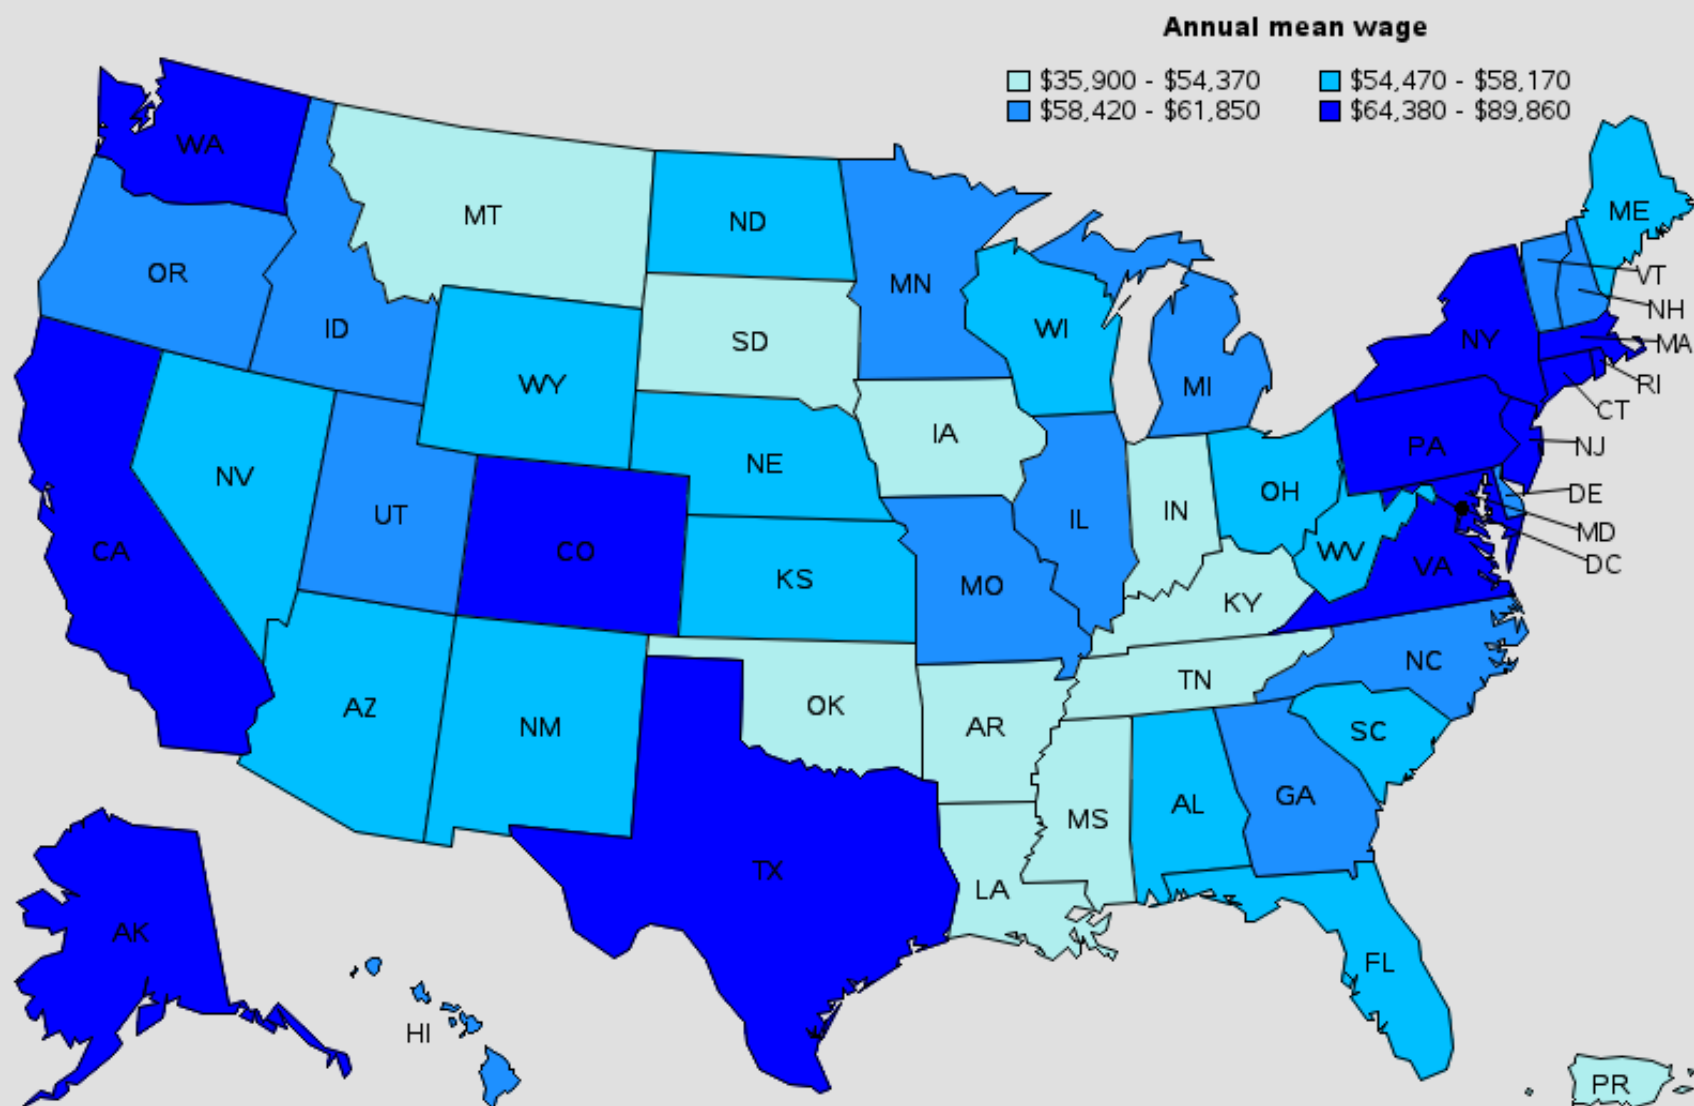 Annual mean wage
$35,900 - $54,370
$54,470 - $58,170
$58,420 - $61,850
$64,380 - $89,860
WA
MT
ND
MN
ME
OR
ID
SD
WI
VT
NH
MA
NY
RI
CT
MI
WY
IA
PA
NJ
NV
NE
OH
IL
IN
DE
MD
DC
UT
CA
CO
KS
MO
WV
VA
KY
NC
TN
AZ
NM
OK
AR
SC
MS
AL
GA
TX
LA
AK
FL
HI
PR